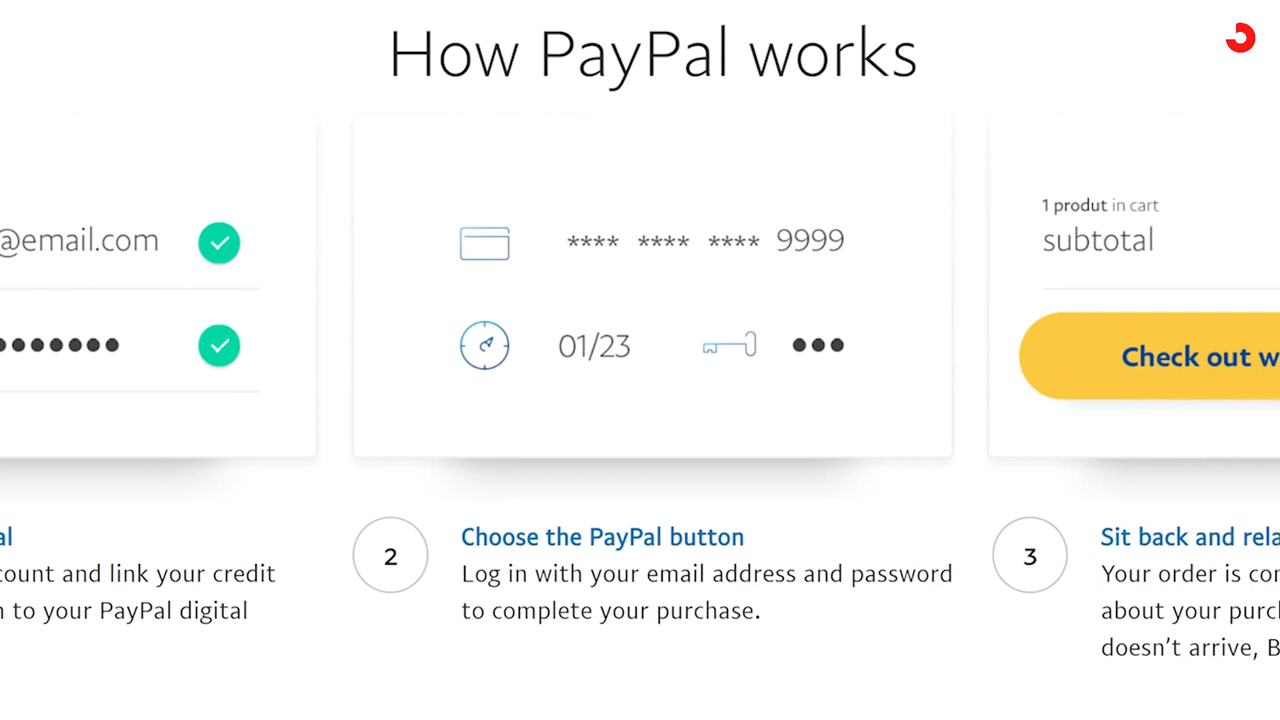 How PayPal works
@email.com
**** **** **** 9999
01/23
1 produt in cart
subtotal
Check out w
al
count and link your credit
n to your PayPal digital
2
Choose the PayPal button
Log in with your email address and password
to complete your purchase.
3
Sit back and rela
Your order is con
about your purch
doesn't arrive, B